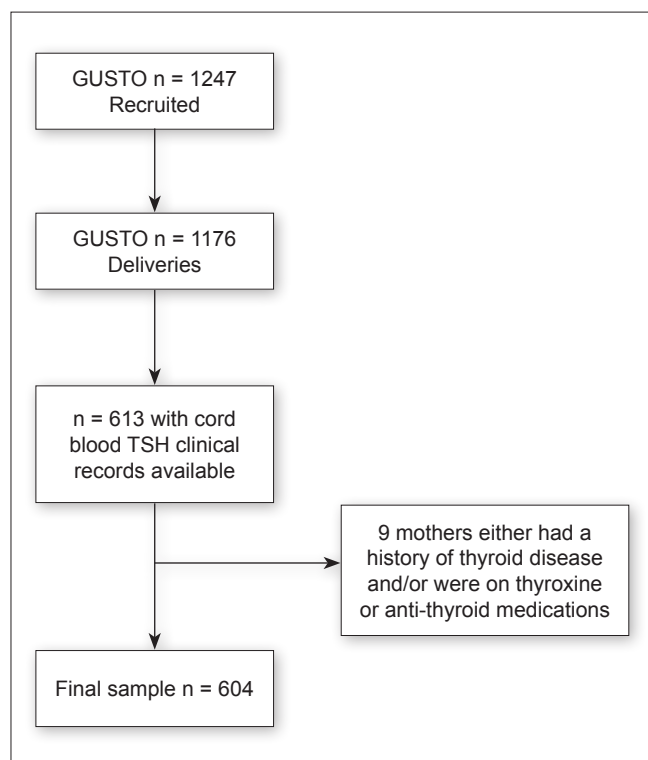 GUSTO n = 1247
Recruited
GUSTO n = 1176
Deliveries
n = 613 with cord
blood TSH clinical
records available
9 mothers either had a
history of thyroid disease
and/or were on thyroxine
or anti-thyroid medications
Final sample n = 604